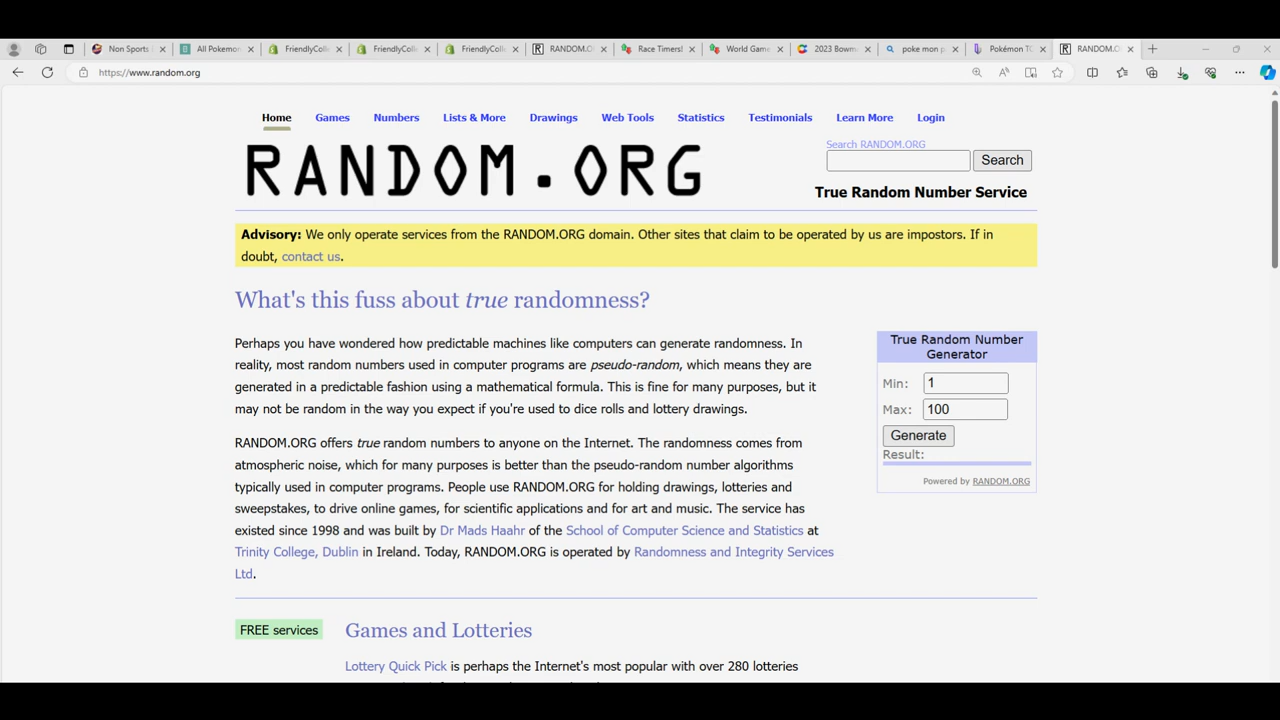 Non Sports I
All Pokemon
FriendlyColle
FriendlyColle
FriendlyColle
RANDOM.O
Race Timers!
World Game
2023 Bowm
poke mon p
Pokémon TC
RANDOM.O
https://www.random.org
Home
Games
Numbers
Lists & More
Drawings
Web Tools
Statistics
Testimonials
Learn More
Login
RANDOM.ORG
Search RANDOM.ORG
Search
True Random Number Service
Advisory: We only operate services from the RANDOM.ORG domain. Other sites that claim to be operated by us are impostors. If in
doubt, contact us.
What's this fuss about true randomness?
Perhaps you have wondered how predictable machines like computers can generate randomness. In
reality, most random numbers used in computer programs are pseudo-random, which means they are
generated in a predictable fashion using a mathematical formula. This is fine for many purposes, but it
may not be random in the way you expect if you're used to dice rolls and lottery drawings.
RANDOM.ORG offers true random numbers to anyone on the Internet. The randomness comes from
atmospheric noise, which for many purposes is better than the pseudo-random number algorithms
typically used in computer programs. People use RANDOM.ORG for holding drawings, lotteries and
sweepstakes, to drive online games, for scientific applications and for art and music. The service has
existed since 1998 and was built by Dr Mads Haahr of the School of Computer Science and Statistics at
Trinity College, Dublin in Ireland. Today, RANDOM.ORG is operated by Randomness and Integrity Services
Ltd.
True Random Number
Generator
Min: 1
Max: 100
Generate
Result:
Powered by RANDOM.ORG
FREE services
Games and Lotteries
Lottery Quick Pick is perhaps the Internet's most popular with over 280 lotteries